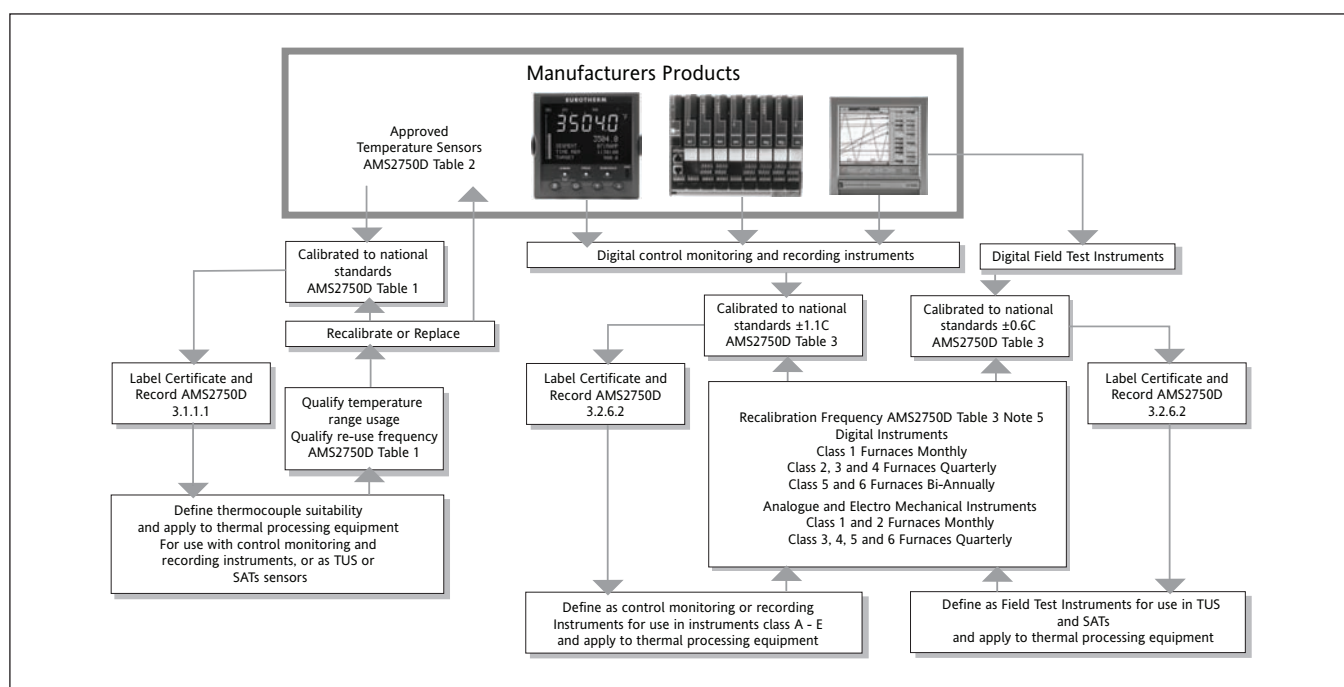 Manufacturers Products
Approved
Temperature Sensors
AMS2750D Table 2
EUROTHERM
3504.0
3504.0
Calibrated to national
standards
AMS2750D Table 1
Digital control monitoring and recording instruments
Digital Field Test Instruments
Recalibrate or Replace
Calibrated to national
standards ±1.1C
AMS2750D Table 3
Calibrated to national
standards ±0.6C
AMS2750D Table 3
Label Certificate and
Record AMS2750D
3.1.1.1
Qualify temperature
range usage
Qualify re-use frequency
AMS2750D Table 1
Label Certificate and
Record AMS2750D
3.2.6.2
Recalibration Frequency AMS2750D Table 3 Note 5
Digital Instruments
Class 1 Furnaces Monthly
Class 2, 3 and 4 Furnaces Quarterly
Class 5 and 6 Furnaces Bi-Annually
Analogue and Electro Mechanical Instruments
Class 1 and 2 Furnaces Monthly
Class 3, 4, 5 and 6 Furnaces Quarterly
Label Certificate and
Record AMS2750D
3.2.6.2
Define thermocouple suitability
and apply to thermal processing equipment
For use with control monitoring and
recording instruments, or as TUS or
SATs sensors
Define as control monitoring or recording
Instruments for use in instruments class A - E
and apply to thermal processing equipment
Define as Field Test Instruments for use in TUS
and SATs
and apply to thermal processing equipment